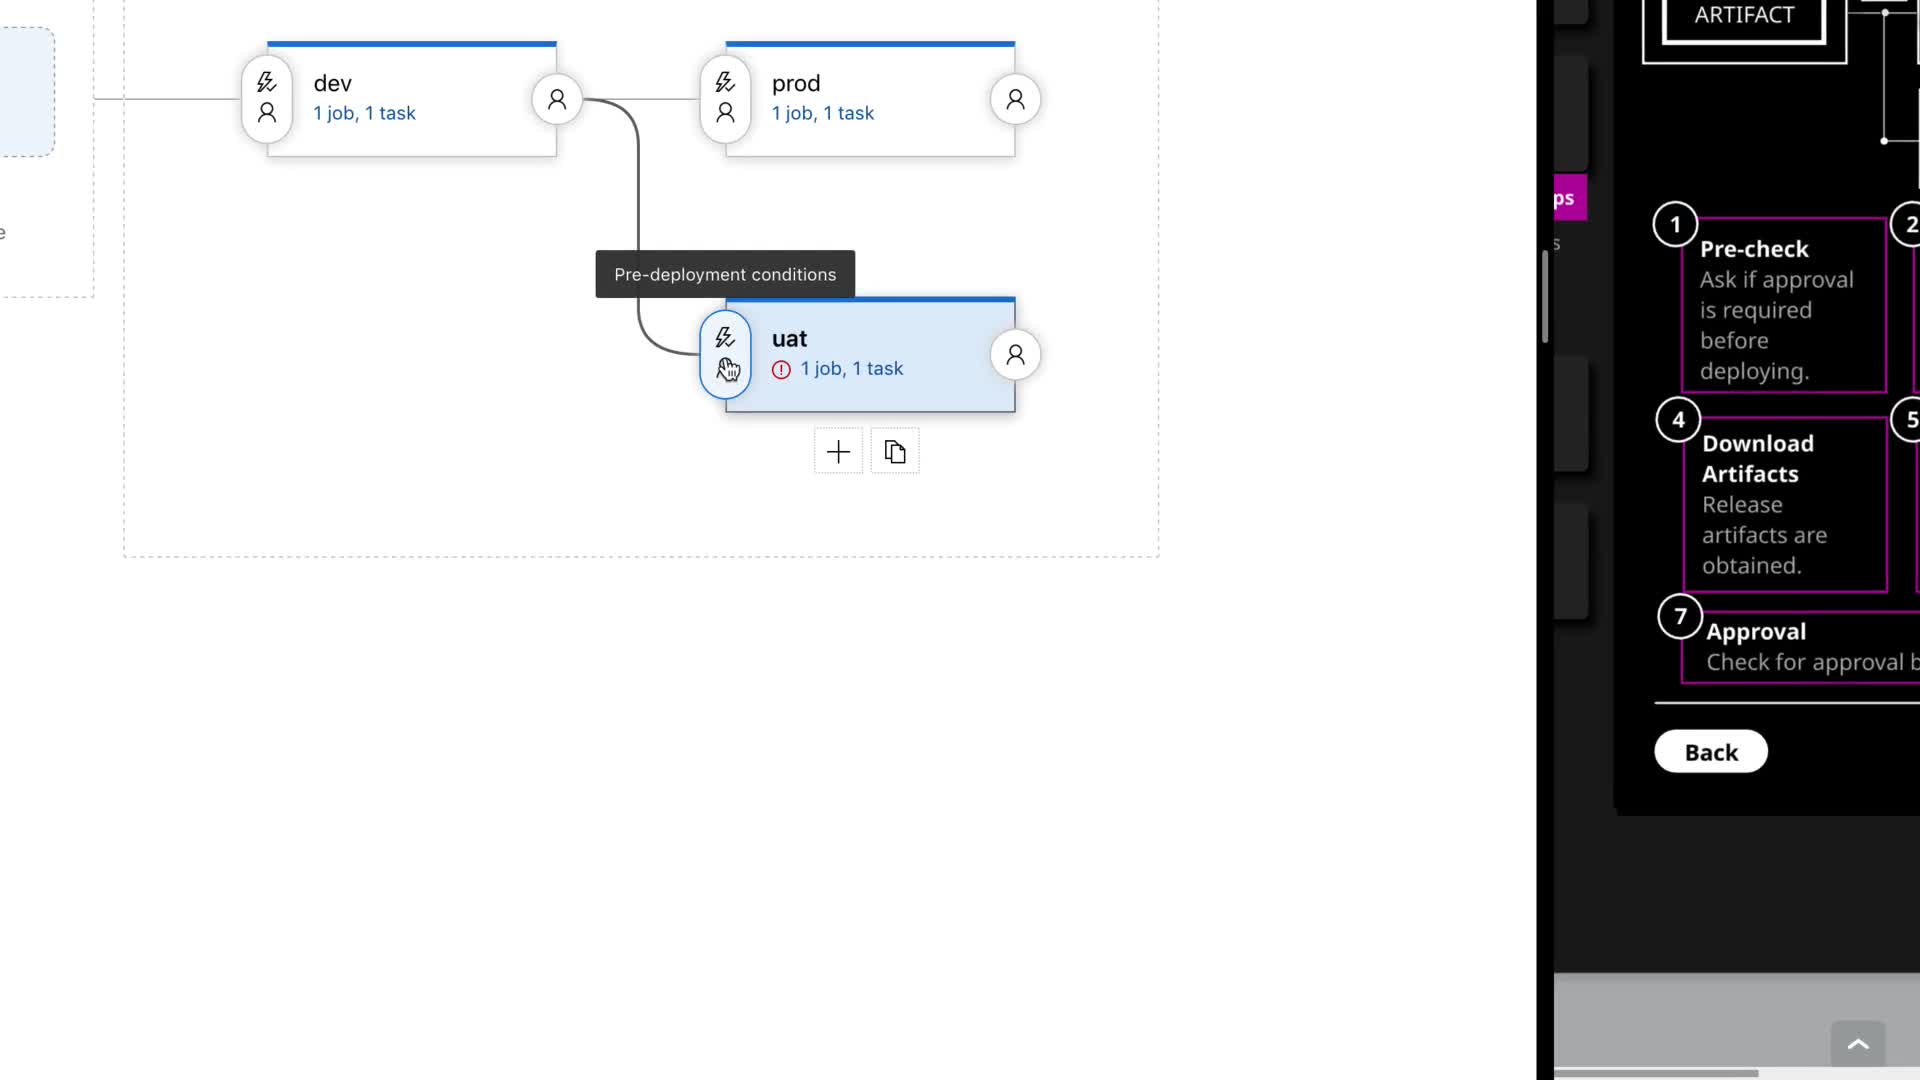 dev
1 job, 1 task
prod
1 job, 1 task
Pre-deployment conditions
uat
1 job, 1 task
e
ARTIFACT
ps
s
1
Pre-check
Ask if approval
is required
before
deploying.
2
4
Download
Artifacts
Release
artifacts are
obtained.
5
7
Approval
Check for approval b
Back